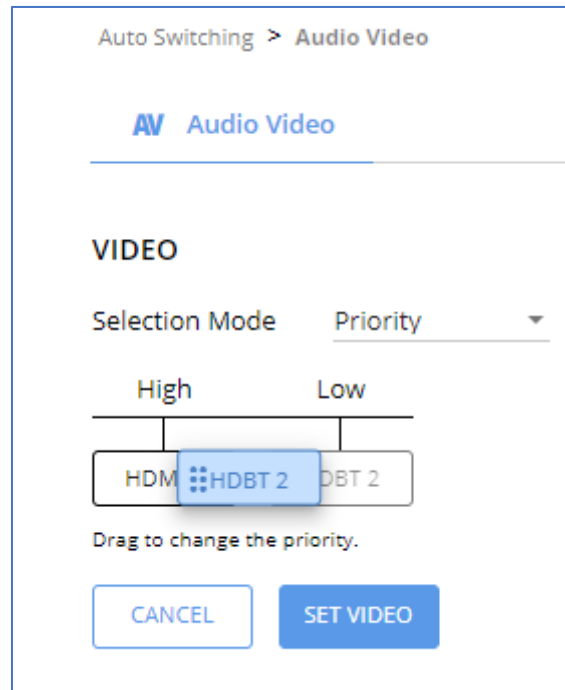 Auto Switching > Audio Video
AV Audio Video
VIDEO
Selection Mode Priority
High Low
HDM HDBT 2 DBT 2
Drag to change the priority.
CANCEL SET VIDEO